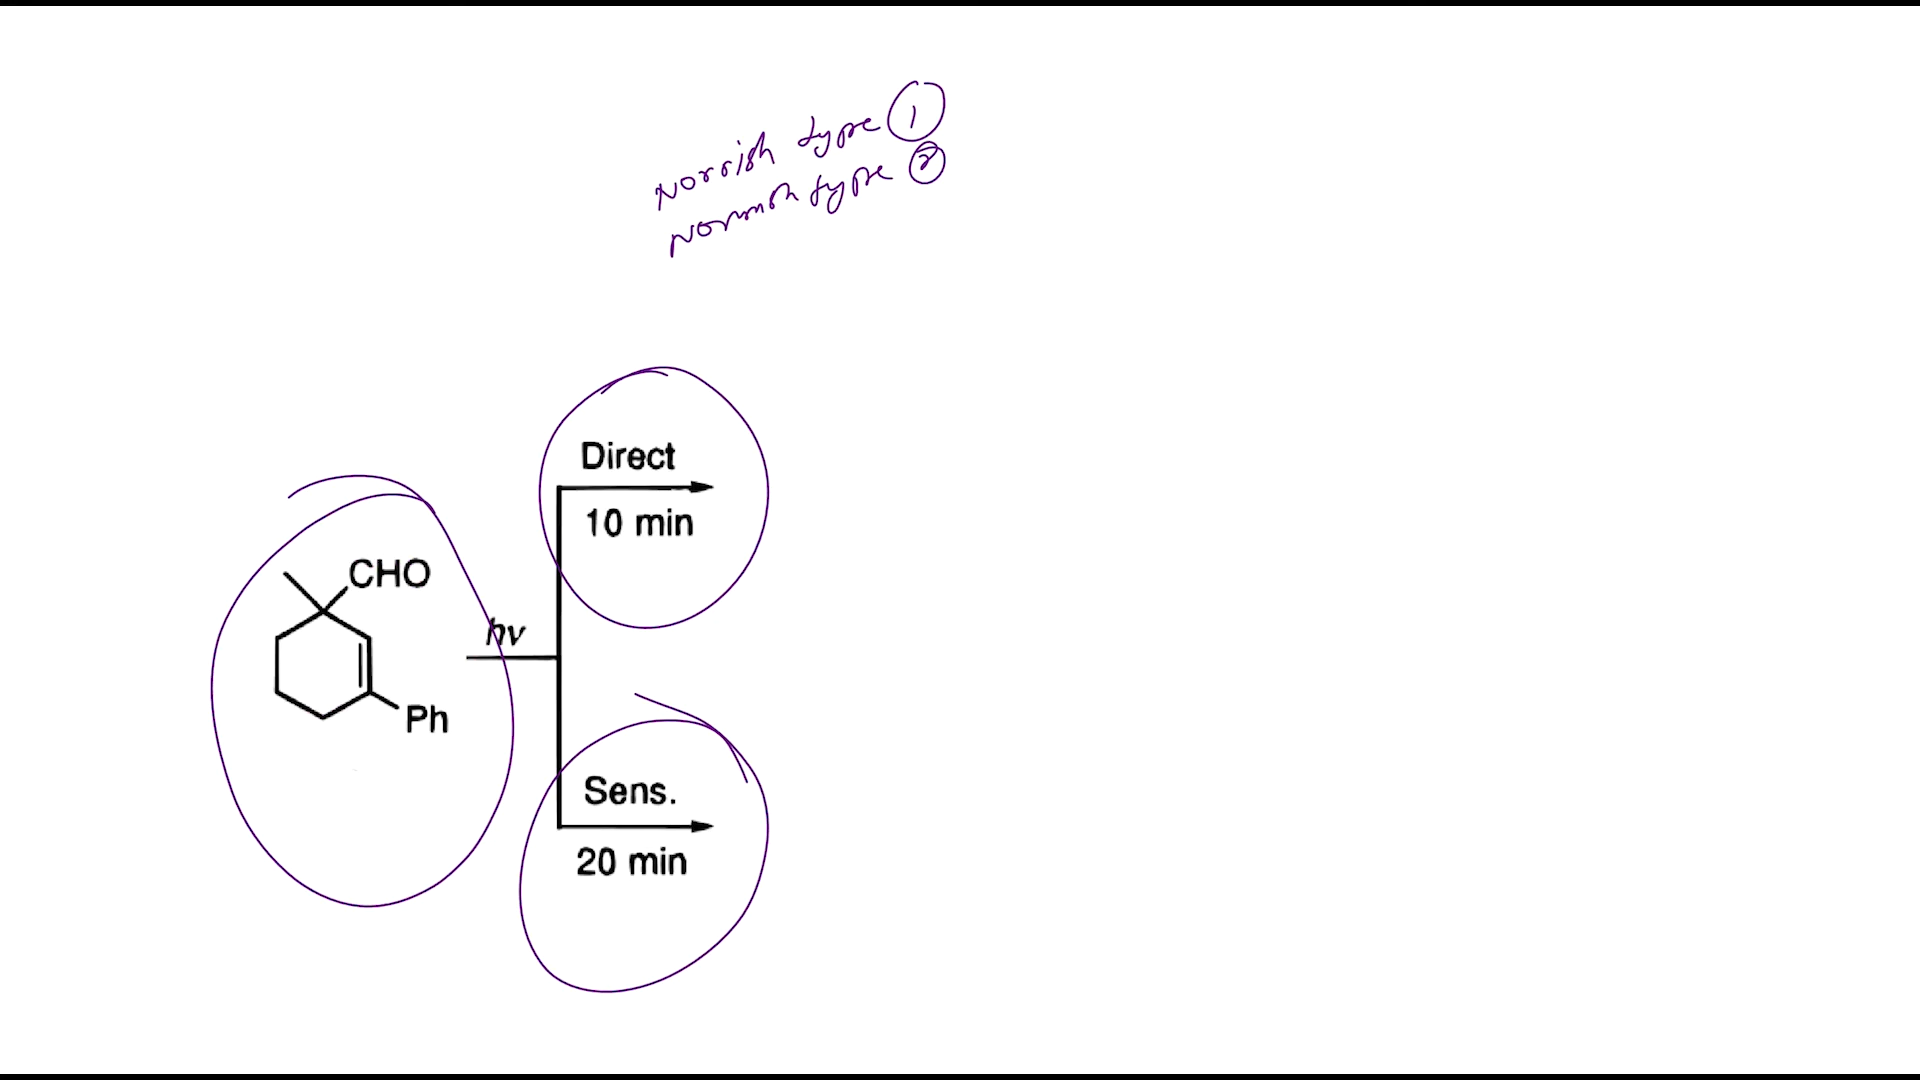 Norrish type 1
Norrish type 2
Direct
10 min
CHO
hν
Ph
Sens.
20 min